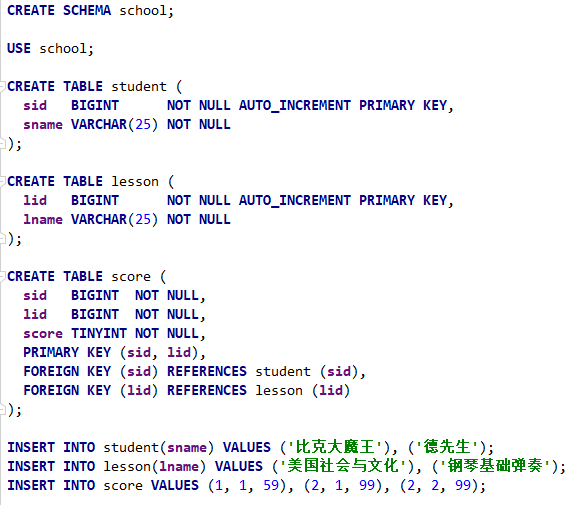 CREATE SCHEMA school;
USE school;
CREATE TABLE student (
  sid   BIGINT      NOT NULL AUTO_INCREMENT PRIMARY KEY,
  sname VARCHAR(25) NOT NULL
);
CREATE TABLE lesson (
  lid   BIGINT      NOT NULL AUTO_INCREMENT PRIMARY KEY,
  lname VARCHAR(25) NOT NULL
);
CREATE TABLE score (
  sid   BIGINT  NOT NULL,
  lid   BIGINT  NOT NULL,
  score TINYINT NOT NULL,
  PRIMARY KEY (sid, lid),
  FOREIGN KEY (sid) REFERENCES student (sid),
  FOREIGN KEY (lid) REFERENCES lesson (lid)
);
INSERT INTO student(sname) VALUES ('比克大魔王'), ('德先生');
INSERT INTO lesson(lname) VALUES ('美国社会与文化'), ('钢琴基础弹奏');
INSERT INTO score VALUES (1, 1, 59), (2, 1, 99), (2, 2, 99);